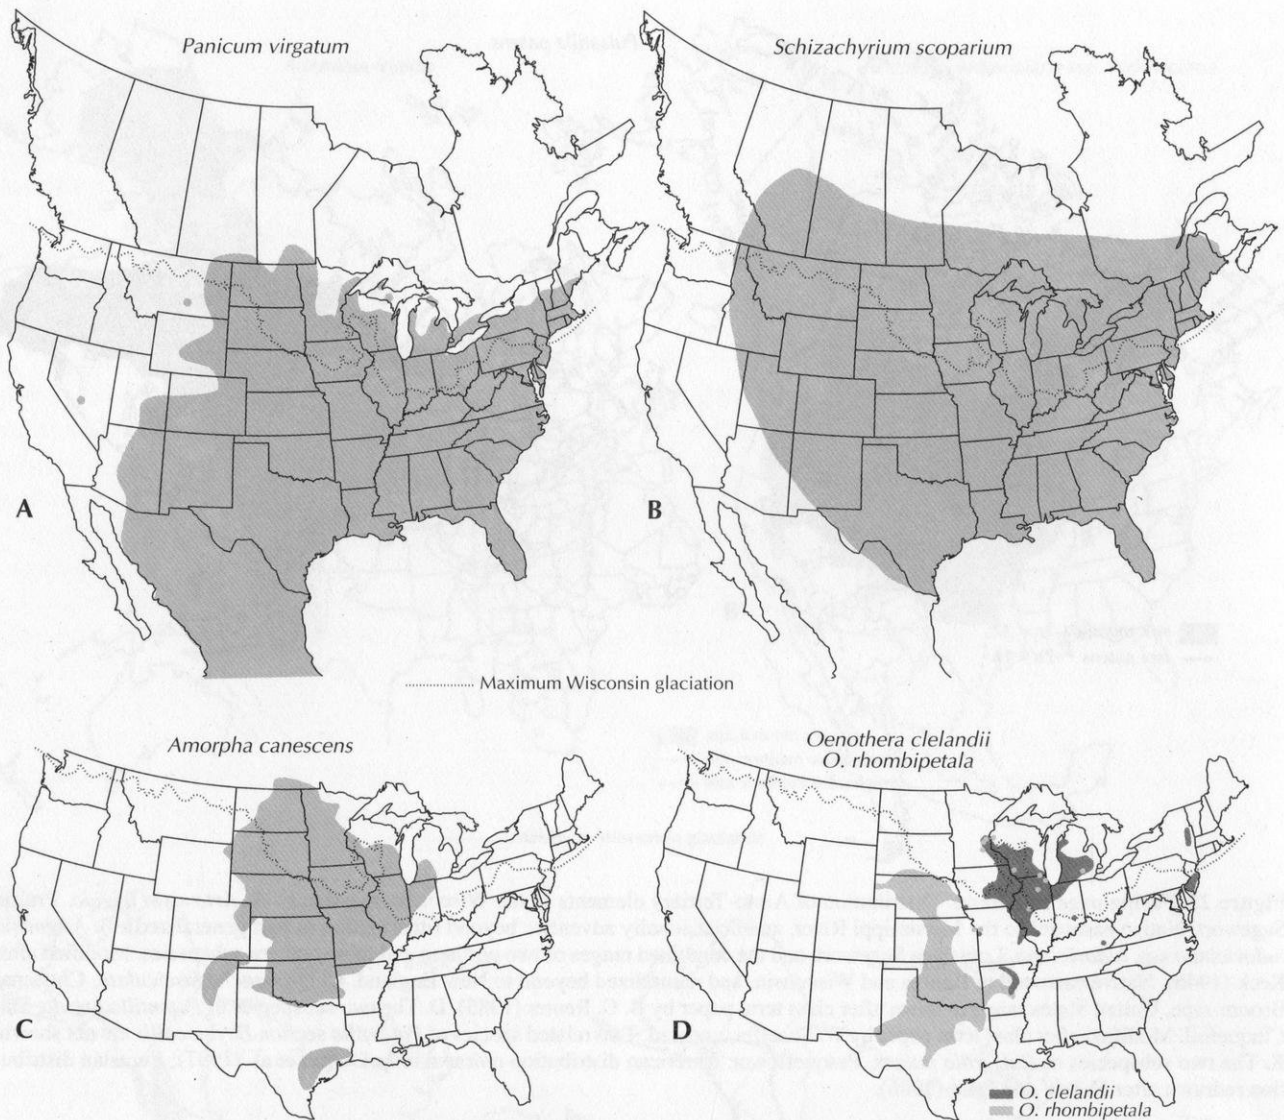 Panicum virgatum
Schizachyrium scoparium
A
B
Maximum Wisconsin glaciation
Amorpha canescens
Oenothera clelandii
O. rhombipetala
C
D
O. clelandii
O. rhombipetala